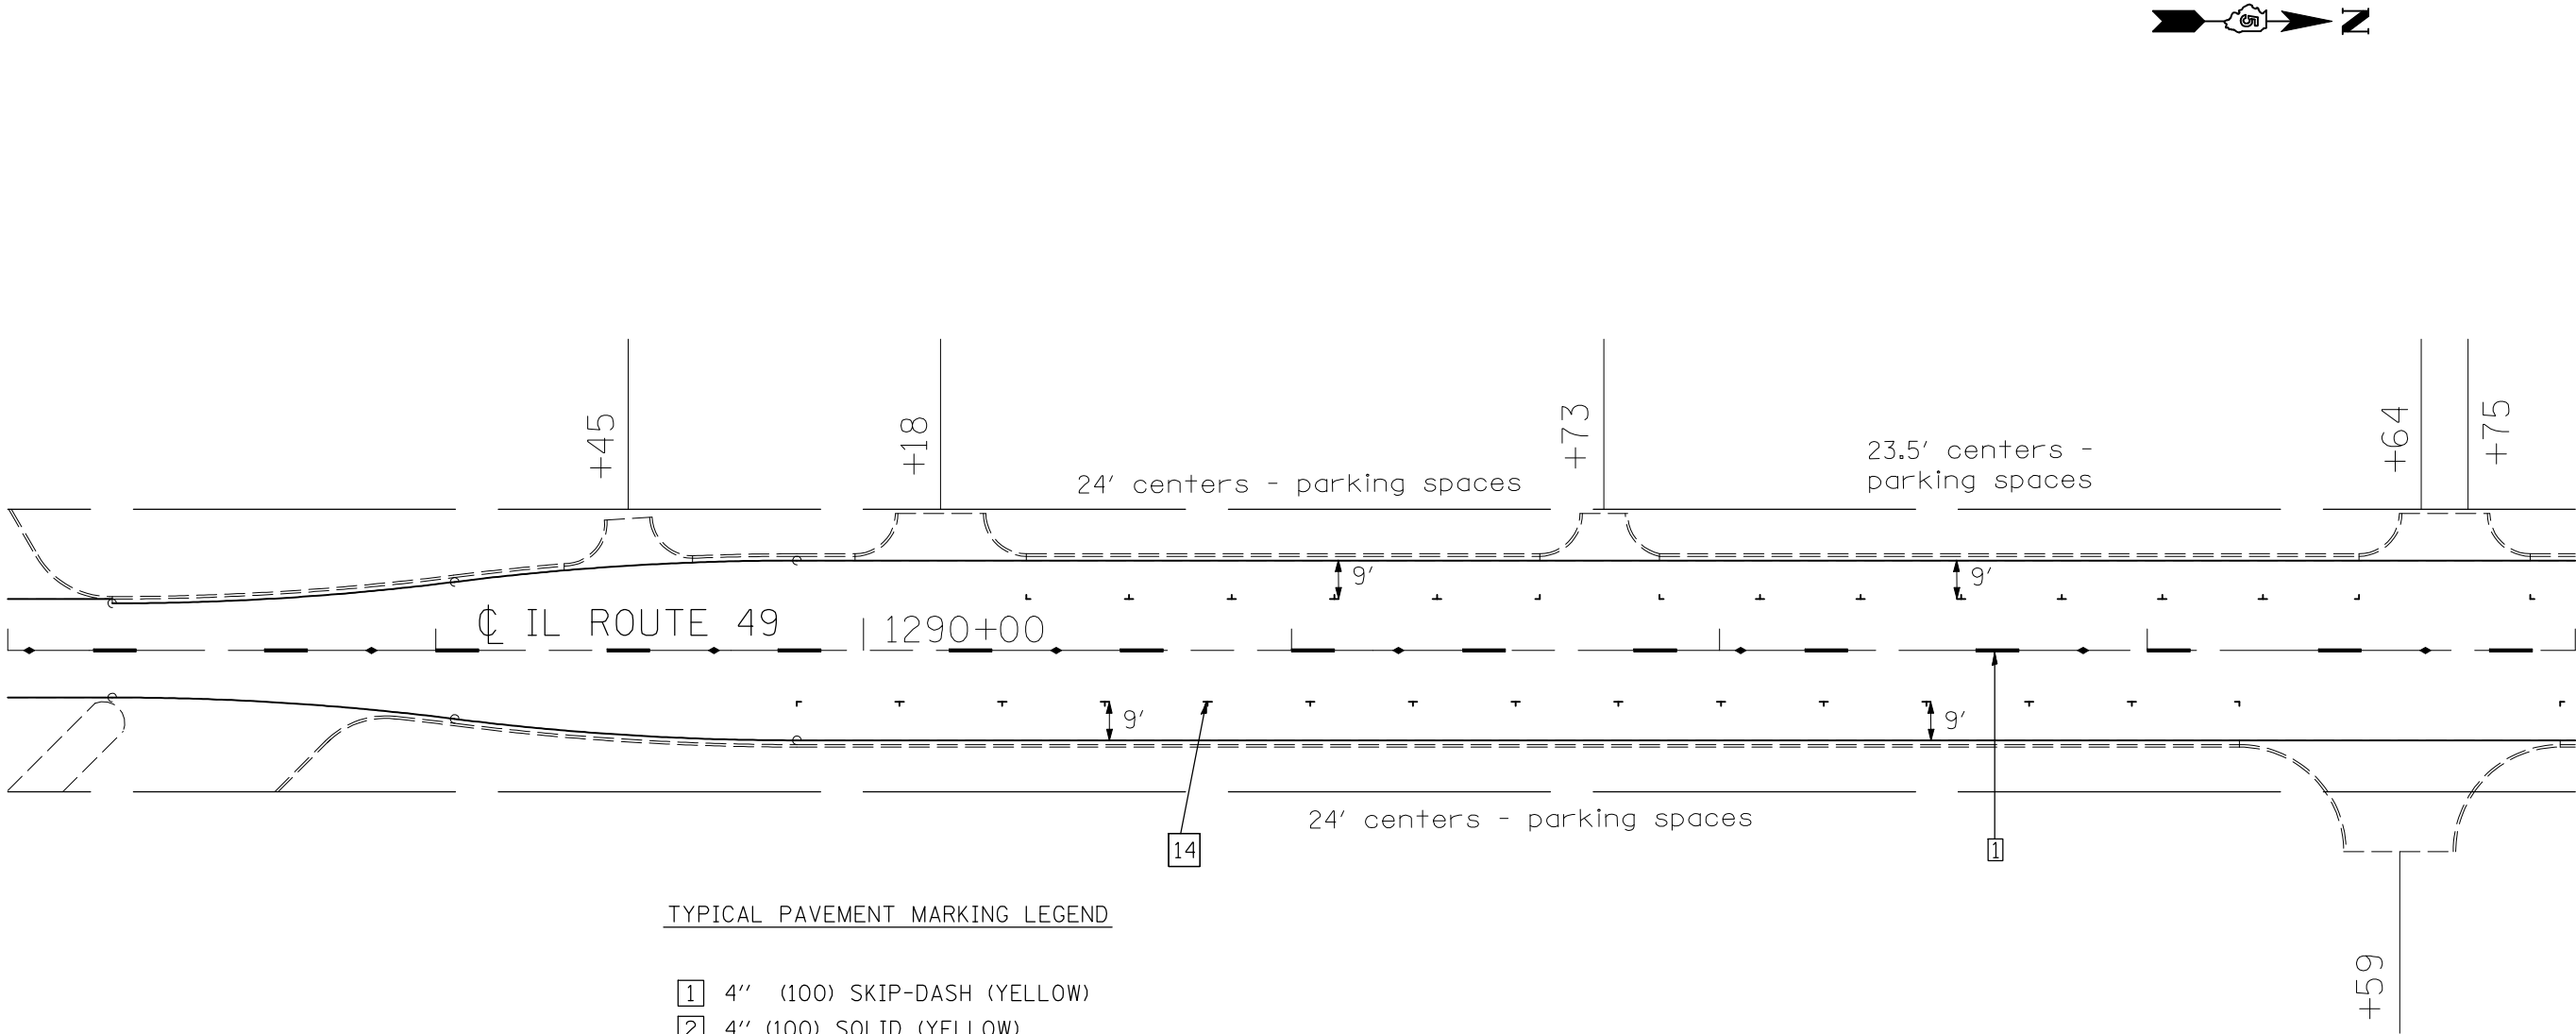 5 N
+45
+18
+73
+64
+75
24' centers - parking spaces
23.5' centers -
parking spaces
9'
9'
℄ IL ROUTE 49
1290+00
9'
9'
24' centers - parking spaces
14
1
+59
TYPICAL PAVEMENT MARKING LEGEND
1 4'' (100) SKIP-DASH (YELLOW)
2 4'' (100) SOLID (YELLOW)